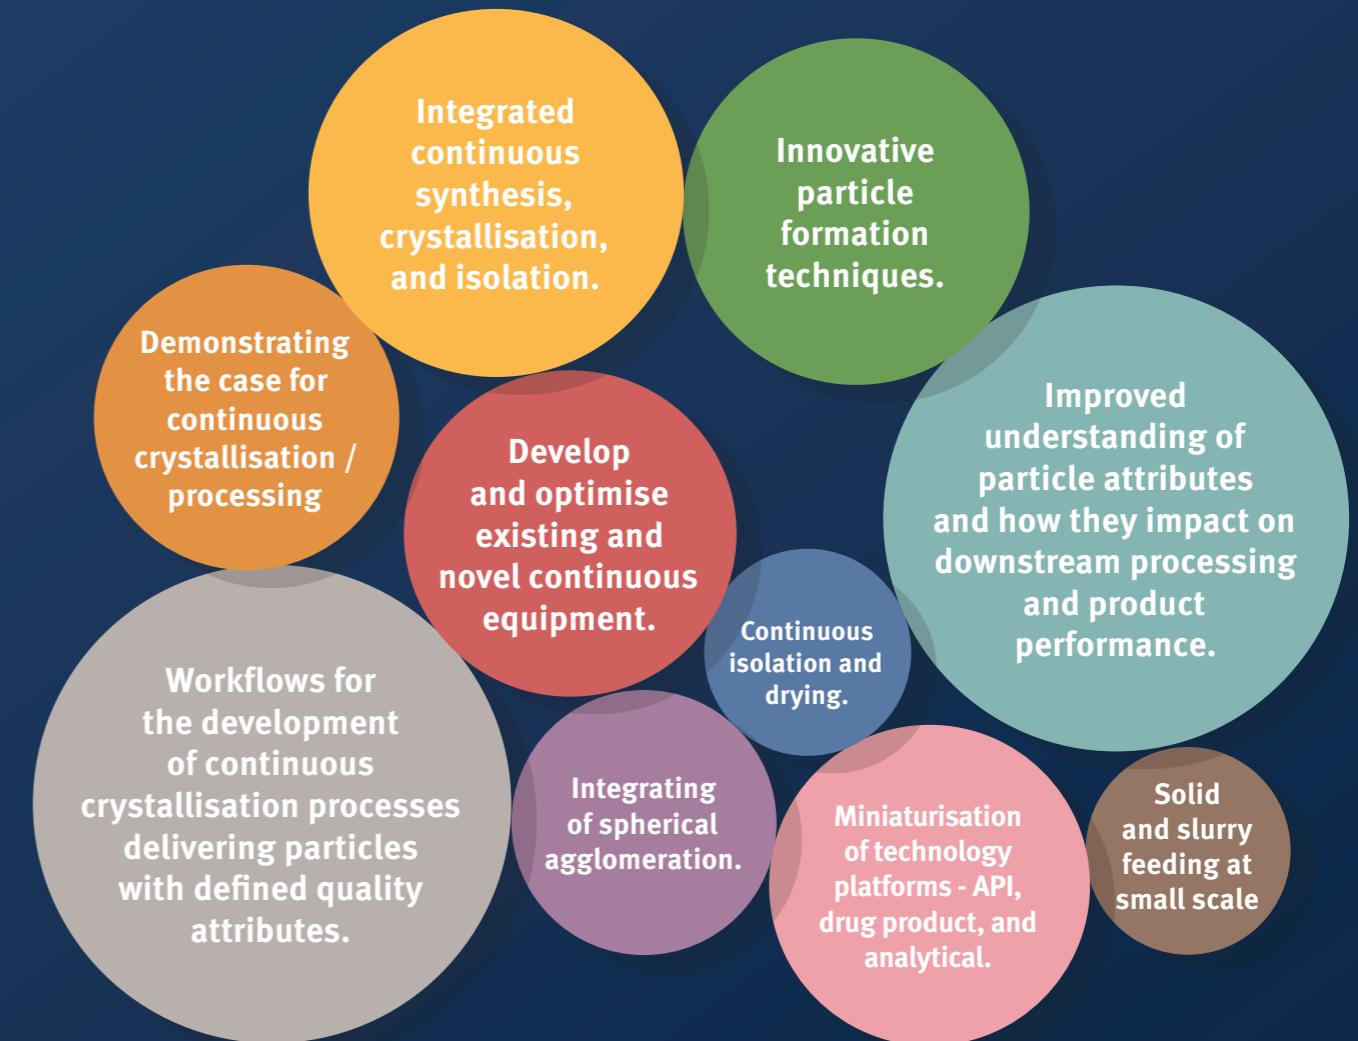 Integrated
continuous
synthesis,
crystallisation,
and isolation.
Innovative
particle
formation
techniques.
Demonstrating
the case for
continuous
crystallisation /
processing
Develop
and optimise
existing and
novel continuous
equipment.
Improved
understanding of
particle attributes
and how they impact on
downstream processing
and product
performance.
Continuous
isolation and
drying.
Workflows for
the development
of continuous
crystallisation processes
delivering particles
with defined quality
attributes.
Integrating
of spherical
agglomeration.
Miniaturisation
of technology
platforms - API,
drug product, and
analytical.
Solid
and slurry
feeding at
small scale